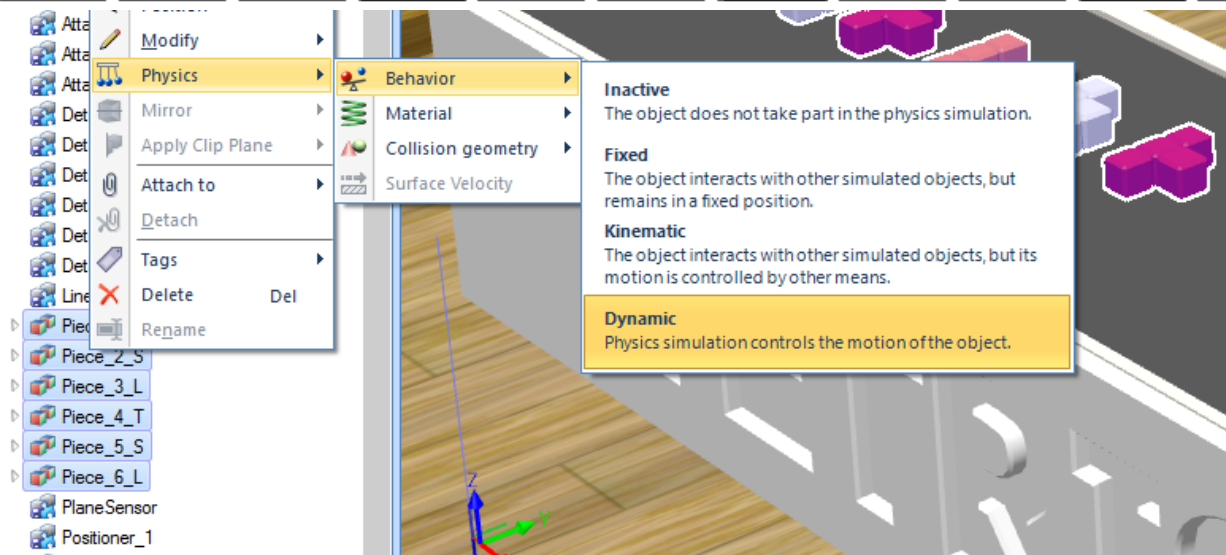 Atta
Modify
Atta
Physics
Atta
Behavior
Inactive
The object does not take part in the physics simulation.
Mirror
Det
Material
Apply Clip Plane
Det
Collision geometry
Fixed
The object interacts with other simulated objects, but
remains in a fixed position.
Attach to
Det
Surface Velocity
Detach
Det
Kinematic
The object interacts with other simulated objects, but its
motion is controlled by other means.
Det
Tags
Det
Delete Del
Line
Rename
Piec
Dynamic
Physics simulation controls the motion of the object.
Piece_2_S
Piece_3_L
Piece_4_T
Piece_5_S
Piece_6_L
PlaneSensor
Positioner_1
Z
Y